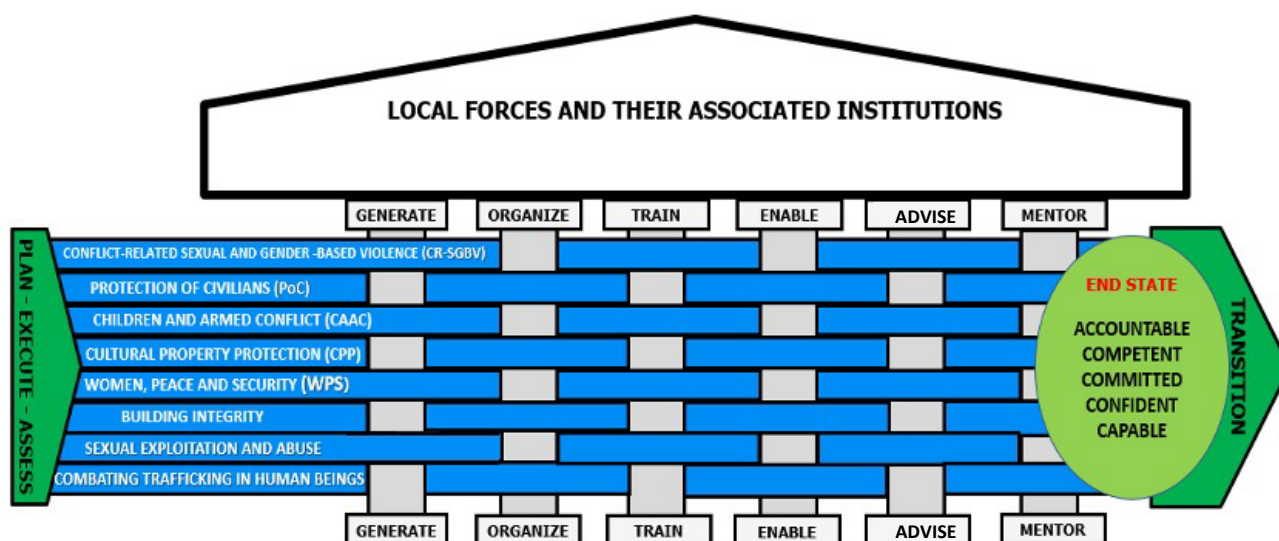 LOCAL FORCES AND THEIR ASSOCIATED INSTITUTIONS
GENERATE
ORGANIZE
TRAIN
ENABLE
ADVISE
MENTOR
PLAN - EXECUTE - ASSESS
CONFLICT-RELATED SEXUAL AND GENDER -BASED VIOLENCE (CR-SGBV)
PROTECTION OF CIVILIANS (PoC)
CHILDREN AND ARMED CONFLICT (CAAC)
CULTURAL PROPERTY PROTECTION (CPP)
WOMEN, PEACE AND SECURITY (WPS)
BUILDING INTEGRITY
SEXUAL EXPLOITATION AND ABUSE
COMBATING TRAFFICKING IN HUMAN BEINGS
END STATE
ACCOUNTABLE
COMPETENT
COMMITTED
CONFIDENT
CAPABLE
TRANSITION
GENERATE
ORGANIZE
TRAIN
ENABLE
ADVISE
MENTOR